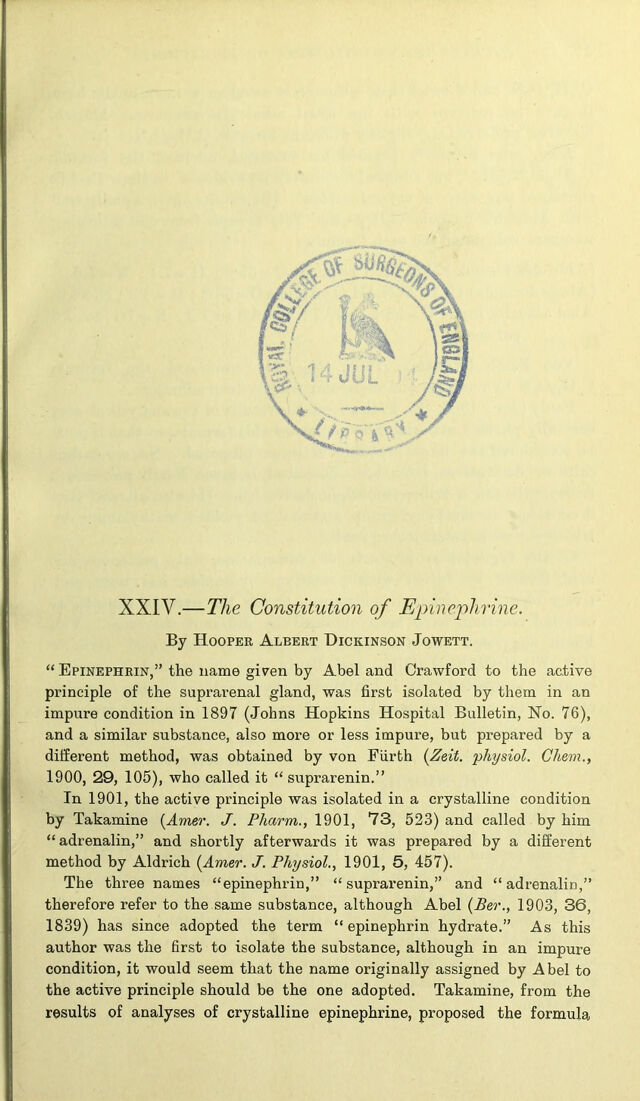 ROYAL COLLEGE OF SURGEONS OF ENGLAND
14 JUL
LIBRARY
XXIV.—The Constitution of Epinephrine.
By HOOPER ALBERT DICKINSON JOWETT.
“EPINEPHRIN,” the name given by Abel and Crawford to the active
principle of the suprarenal gland, was first isolated by them in an
impure condition in 1897 (Johns Hopkins Hospital Bulletin, No. 76),
and a similar substance, also more or less impure, but prepared by a
different method, was obtained by von Fürth (Zeit. physiol. Chem.,
1900, 29, 105), who called it “suprarenin.”
In 1901, the active principle was isolated in a crystalline condition
by Takamine (Amer. J. Pharm., 1901, 73, 523) and called by him
“adrenalin,” and shortly afterwards it was prepared by a different
method by Aldrich (Amer. J. Physiol., 1901, 5, 457).
The three names “epinephrin,” “suprarenin,” and “adrenalin,”
therefore refer to the same substance, although Abel (Ber., 1903, 36,
1839) has since adopted the term “epinephrin hydrate.” As this
author was the first to isolate the substance, although in an impure
condition, it would seem that the name originally assigned by Abel to
the active principle should be the one adopted. Takamine, from the
results of analyses of crystalline epinephrine, proposed the formula